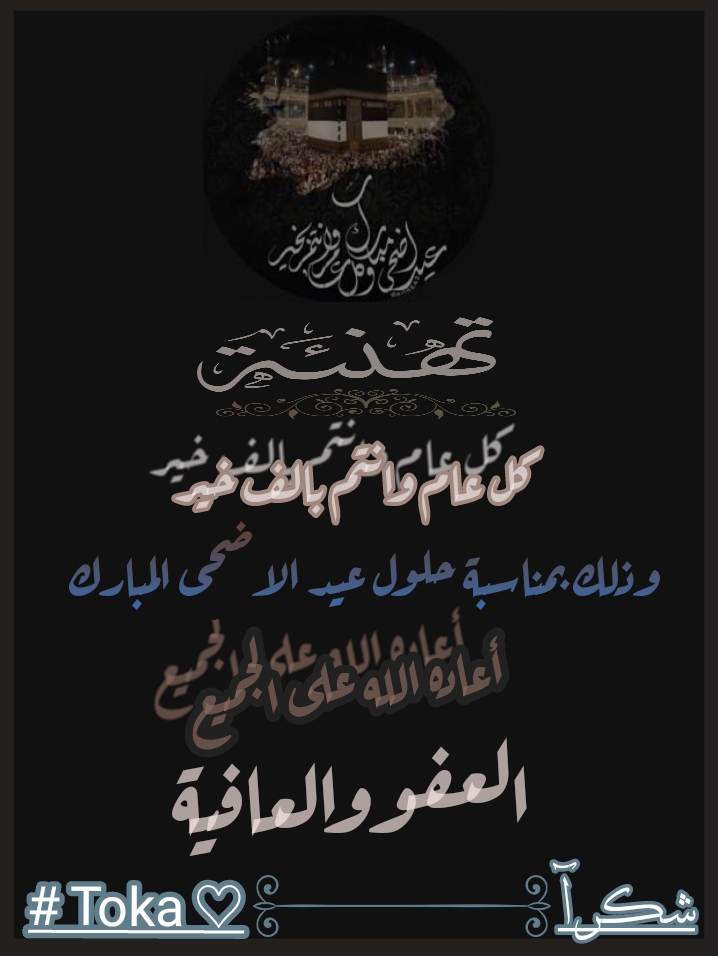 عيد اضحى مبارك
وكل عام وانتم بخير
تهنئة
كل عام وانتم بالف خير
وذلك بمناسبة حلول عيد الاضحى المبارك
أعاده الله على الجميع
العفو والعافية
شكرآ
# Toka♡